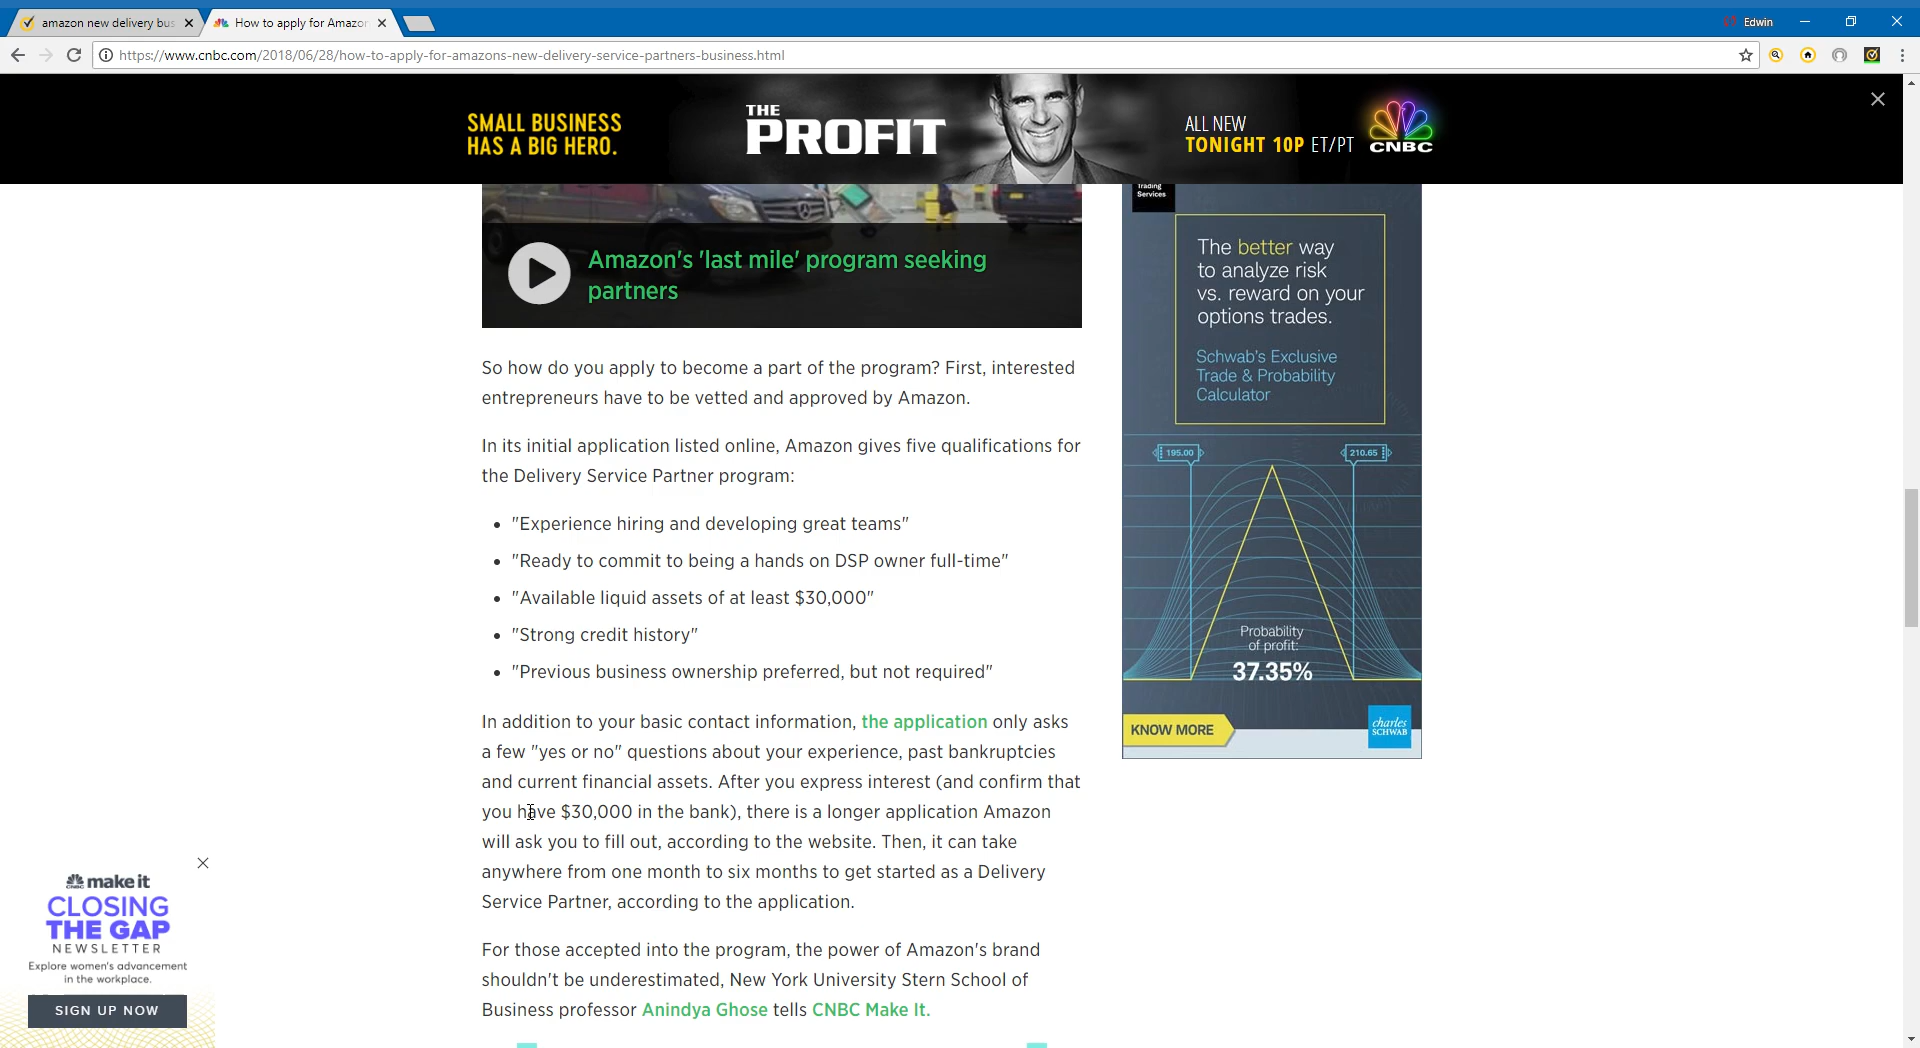 amazon new delivery bus
How to apply for Amazon
Edwin
https://www.cnbc.com/2018/06/28/how-to-apply-for-amazons-new-delivery-service-partners-business.html
SMALL BUSINESS
HAS A BIG HERO.
THE
PROFIT
ALL NEW
TONIGHT 10P ET/PT
CNBC
Amazon's 'last mile' program seeking
partners
So how do you apply to become a part of the program? First, interested
entrepreneurs have to be vetted and approved by Amazon.
In its initial application listed online, Amazon gives five qualifications for
the Delivery Service Partner program:
• "Experience hiring and developing great teams"
• "Ready to commit to being a hands on DSP owner full-time"
• "Available liquid assets of at least $30,000"
• "Strong credit history"
• "Previous business ownership preferred, but not required"
In addition to your basic contact information, the application only asks
a few "yes or no" questions about your experience, past bankruptcies
and current financial assets. After you express interest (and confirm that
you have $30,000 in the bank), there is a longer application Amazon
will ask you to fill out, according to the website. Then, it can take
anywhere from one month to six months to get started as a Delivery
Service Partner, according to the application.
For those accepted into the program, the power of Amazon's brand
shouldn't be underestimated, New York University Stern School of
Business professor Anindya Ghose tells CNBC Make It.
Trading
Services
The better way
to analyze risk
vs. reward on your
options trades.
Schwab's Exclusive
Trade & Probability
Calculator
195.00
210.65
Probability
of profit:
37.35%
KNOW MORE
charles
SCHWAB
CNBC make it
CLOSING
THE GAP
NEWSLETTER
Explore women's advancement
in the workplace.
SIGN UP NOW